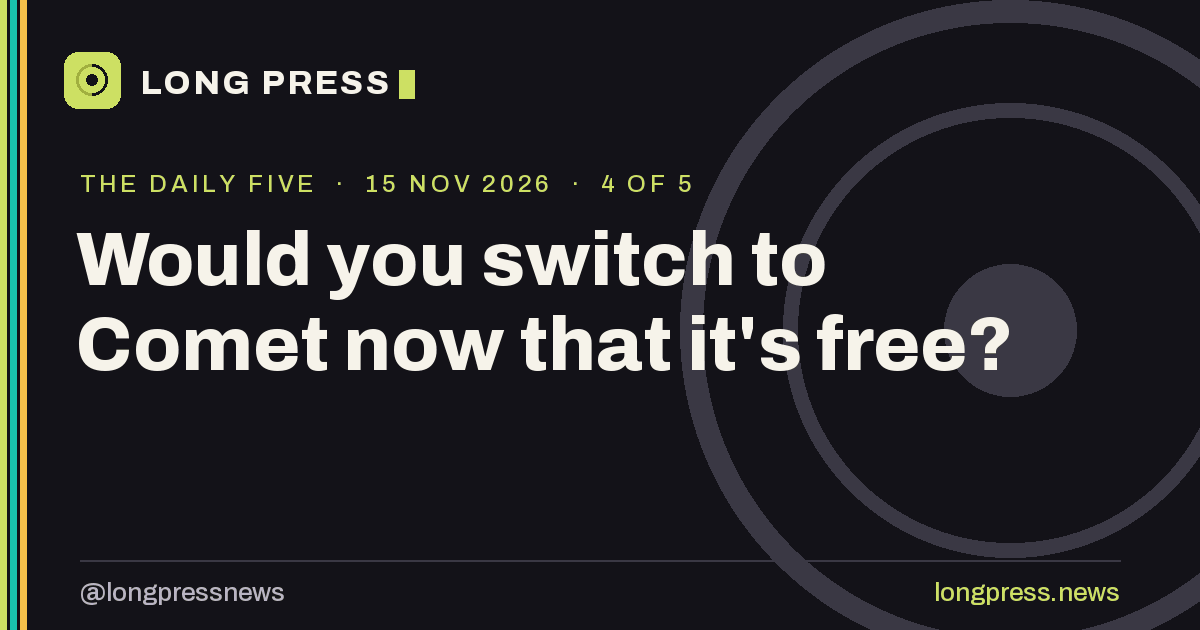 LONG PRESS
THE DAILY FIVE · 15 NOV 2026 · 4 OF 5
Would you switch to
Comet now that it's free?
@longpressnews
longpress.news